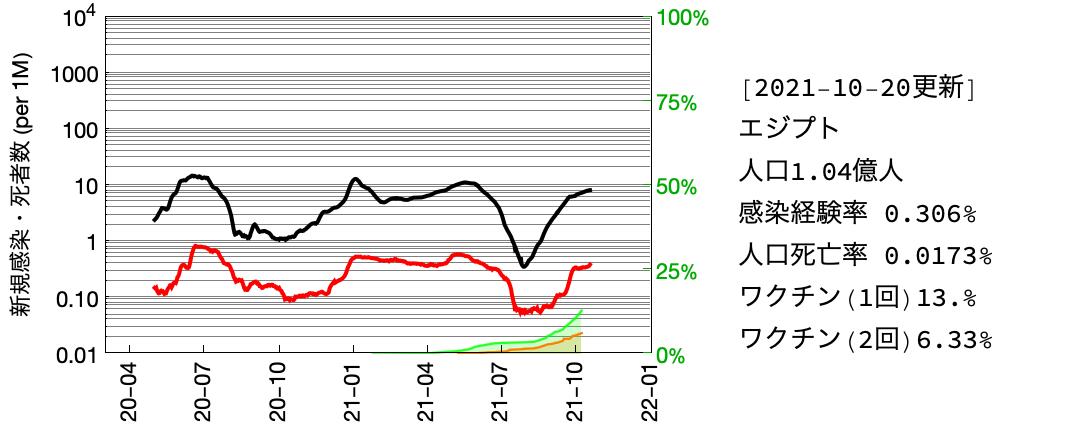 新規感染・死者数 (per 1M)
10⁴
1000
100
10
1
0.10
0.01
100%
75%
50%
25%
0%
20-04
20-07
20-10
21-01
21-04
21-07
21-10
22-01
[2021-10-20更新]
エジプト
人口1.04億人
感染経験率 0.306%
人口死亡率 0.0173%
ワクチン(1回)13.%
ワクチン(2回)6.33%